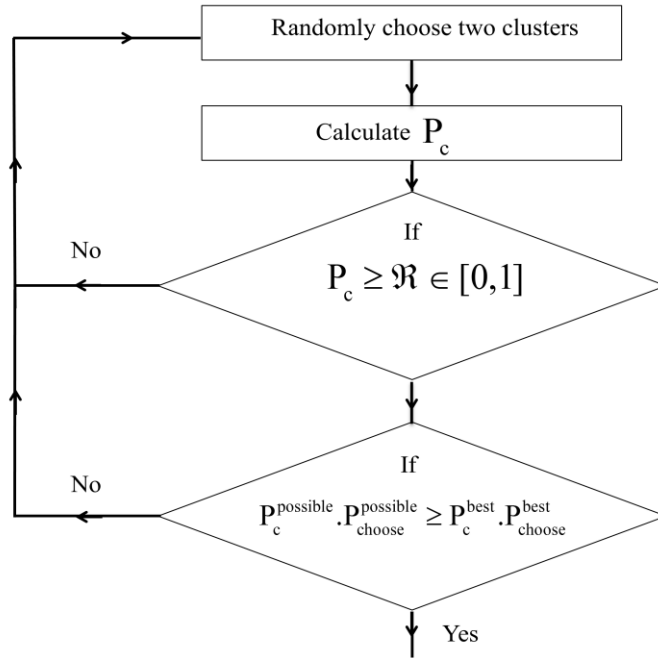 Randomly choose two clusters
Calculate P_c
If
No
P_c ≥ ℜ ∈ [0,1]
If
No
P_c^possible.P_choose^possible ≥ P_c^best.P_choose^best
Yes